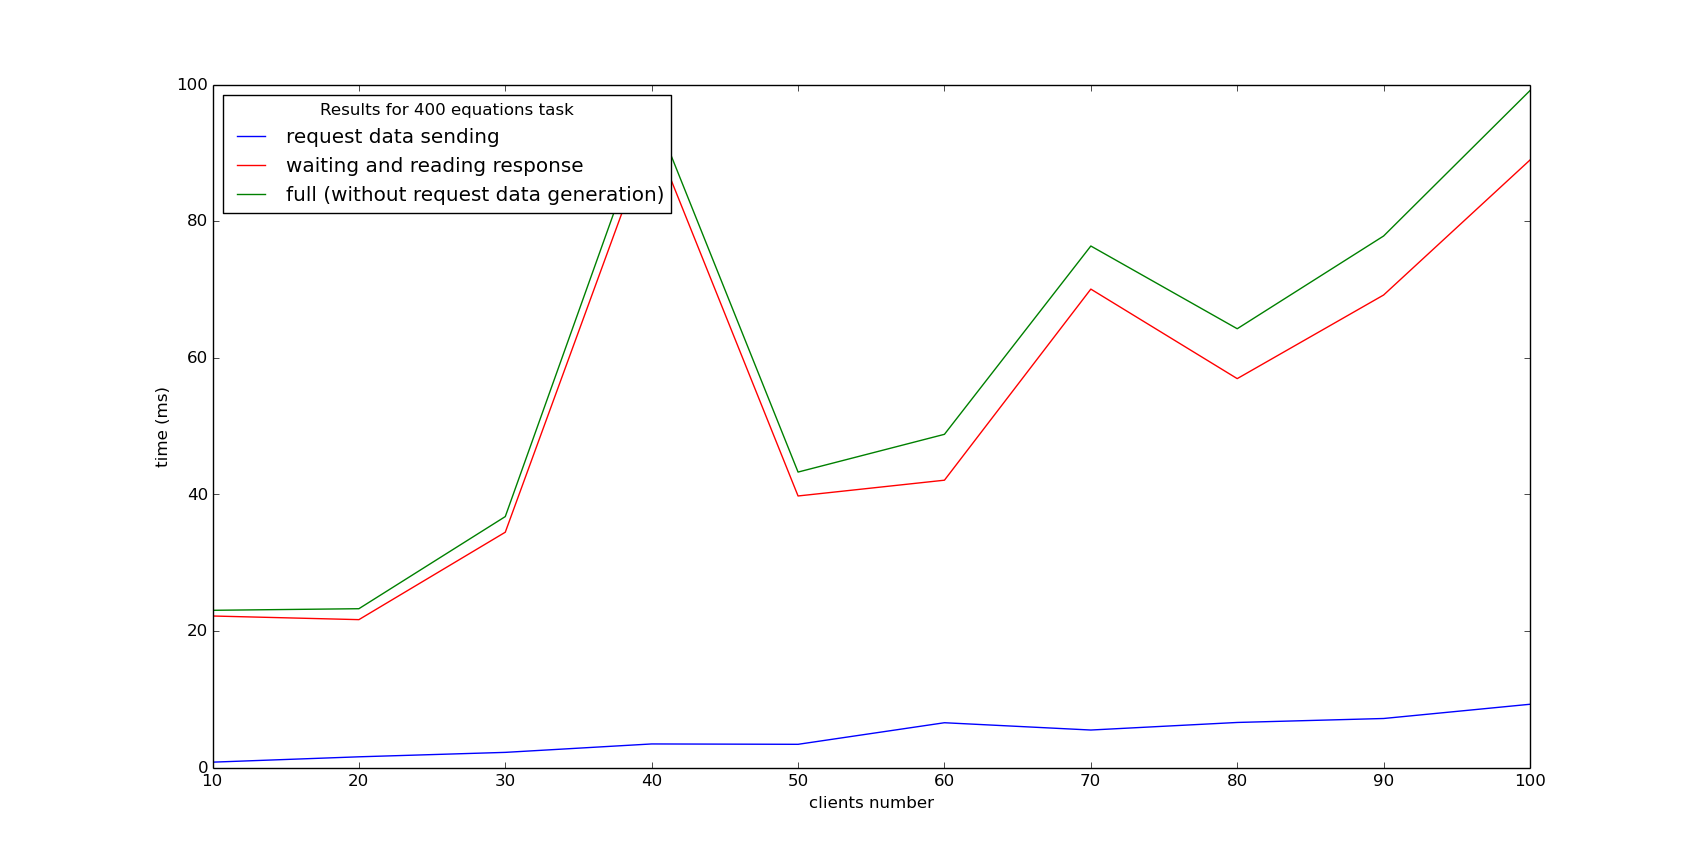 Results for 400 equations task
request data sending
waiting and reading response
full (without request data generation)
100
80
60
40
20
0
time (ms)
10 20 30 40 50 60 70 80 90 100
clients number